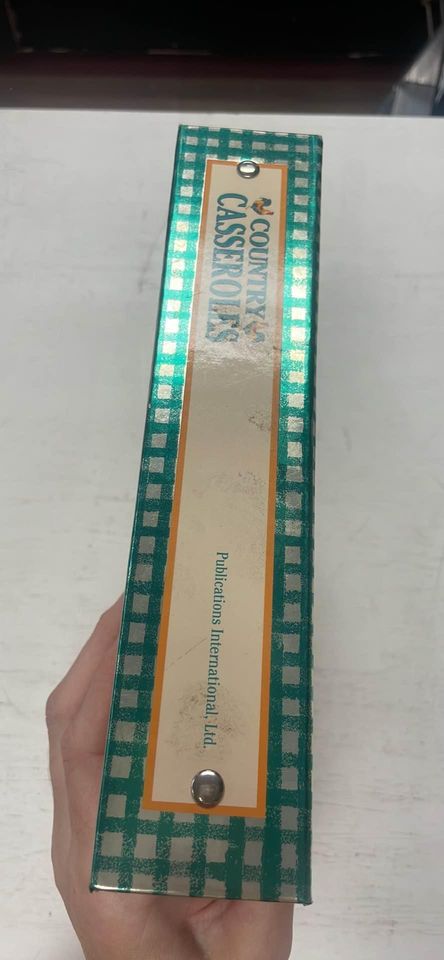 COUNTRY
CASSEROLES
Publications International, Ltd.